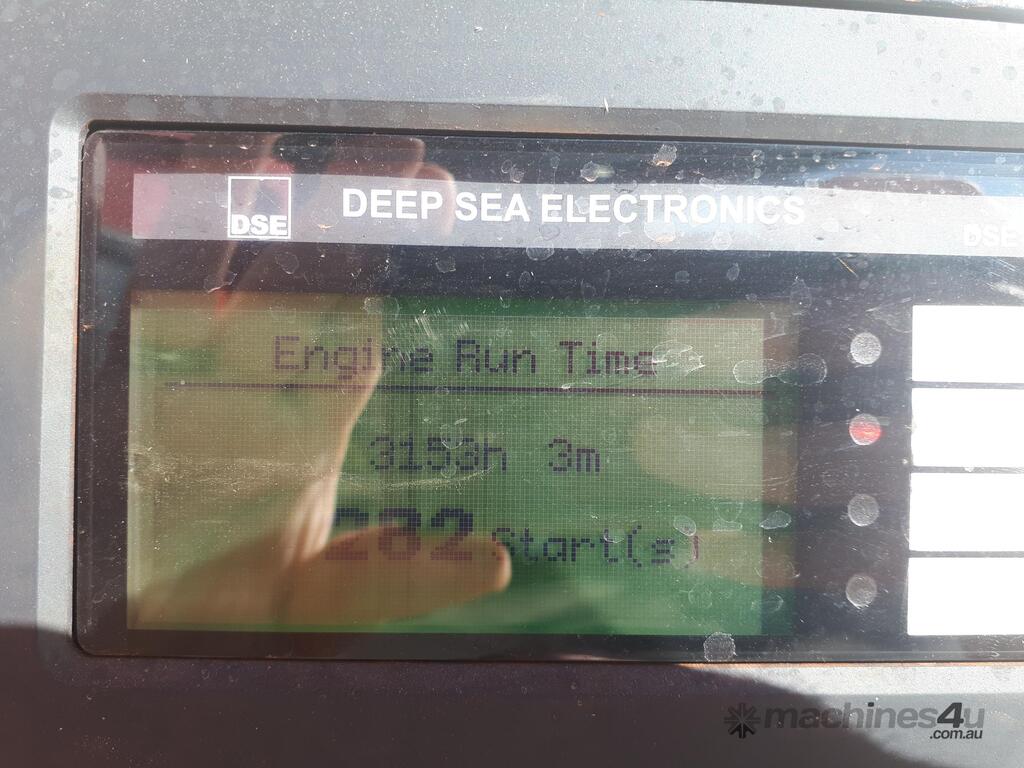 DSE
DEEP SEA ELECTRONICS
DSE
Engine Run Time
3153h 3m
282 Start(s)
machines4u
.com.au